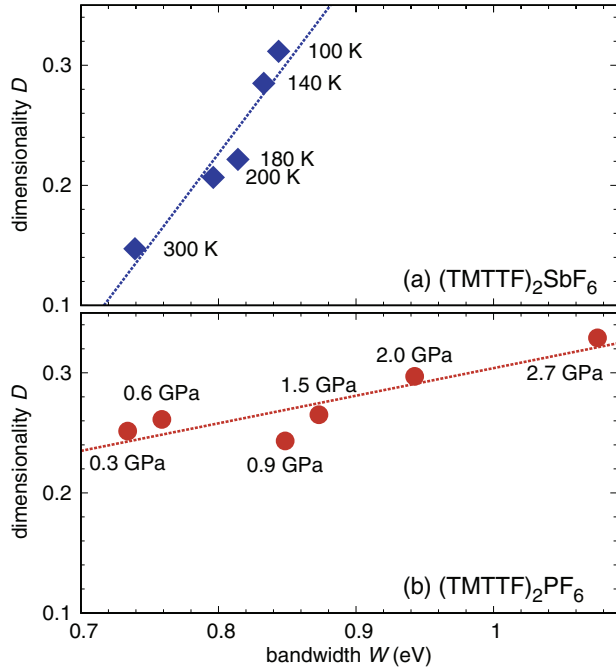 0.3
0.2
0.1
dimensionality D
100 K
140 K
180 K
200 K
300 K
(a) (TMTTF)₂SbF₆
0.3
0.2
0.1
dimensionality D
2.0 GPa
0.6 GPa
1.5 GPa
2.7 GPa
0.3 GPa
0.9 GPa
(b) (TMTTF)₂PF₆
0.7 0.8 0.9 1
bandwidth W (eV)